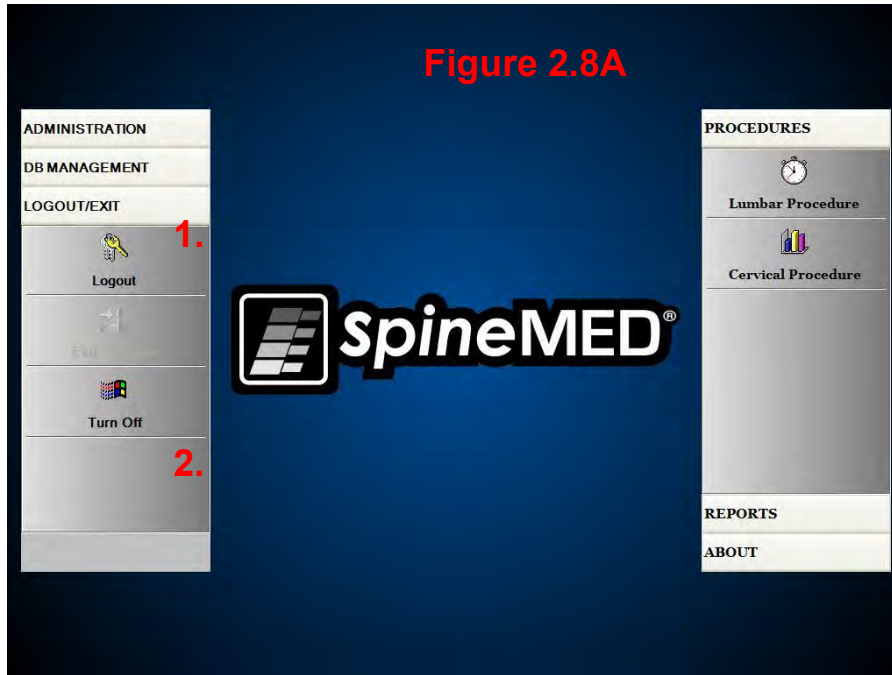 Figure 2.8A
ADMINISTRATION
DB MANAGEMENT
LOGOUT/EXIT
1.
Logout
Exit
Turn Off
2.
SpineMED®
PROCEDURES
Lumbar Procedure
Cervical Procedure
REPORTS
ABOUT